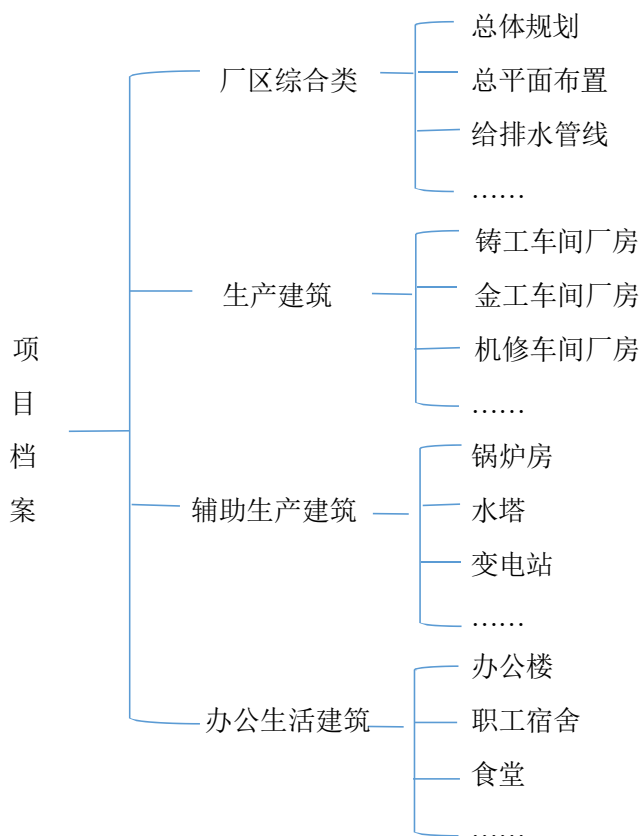 项目档案
厂区综合类
总体规划
总平面布置
给排水管线
……
生产建筑
铸工车间厂房
金工车间厂房
机修车间厂房
……
辅助生产建筑
锅炉房
水塔
变电站
……
办公生活建筑
办公楼
职工宿舍
食堂
……